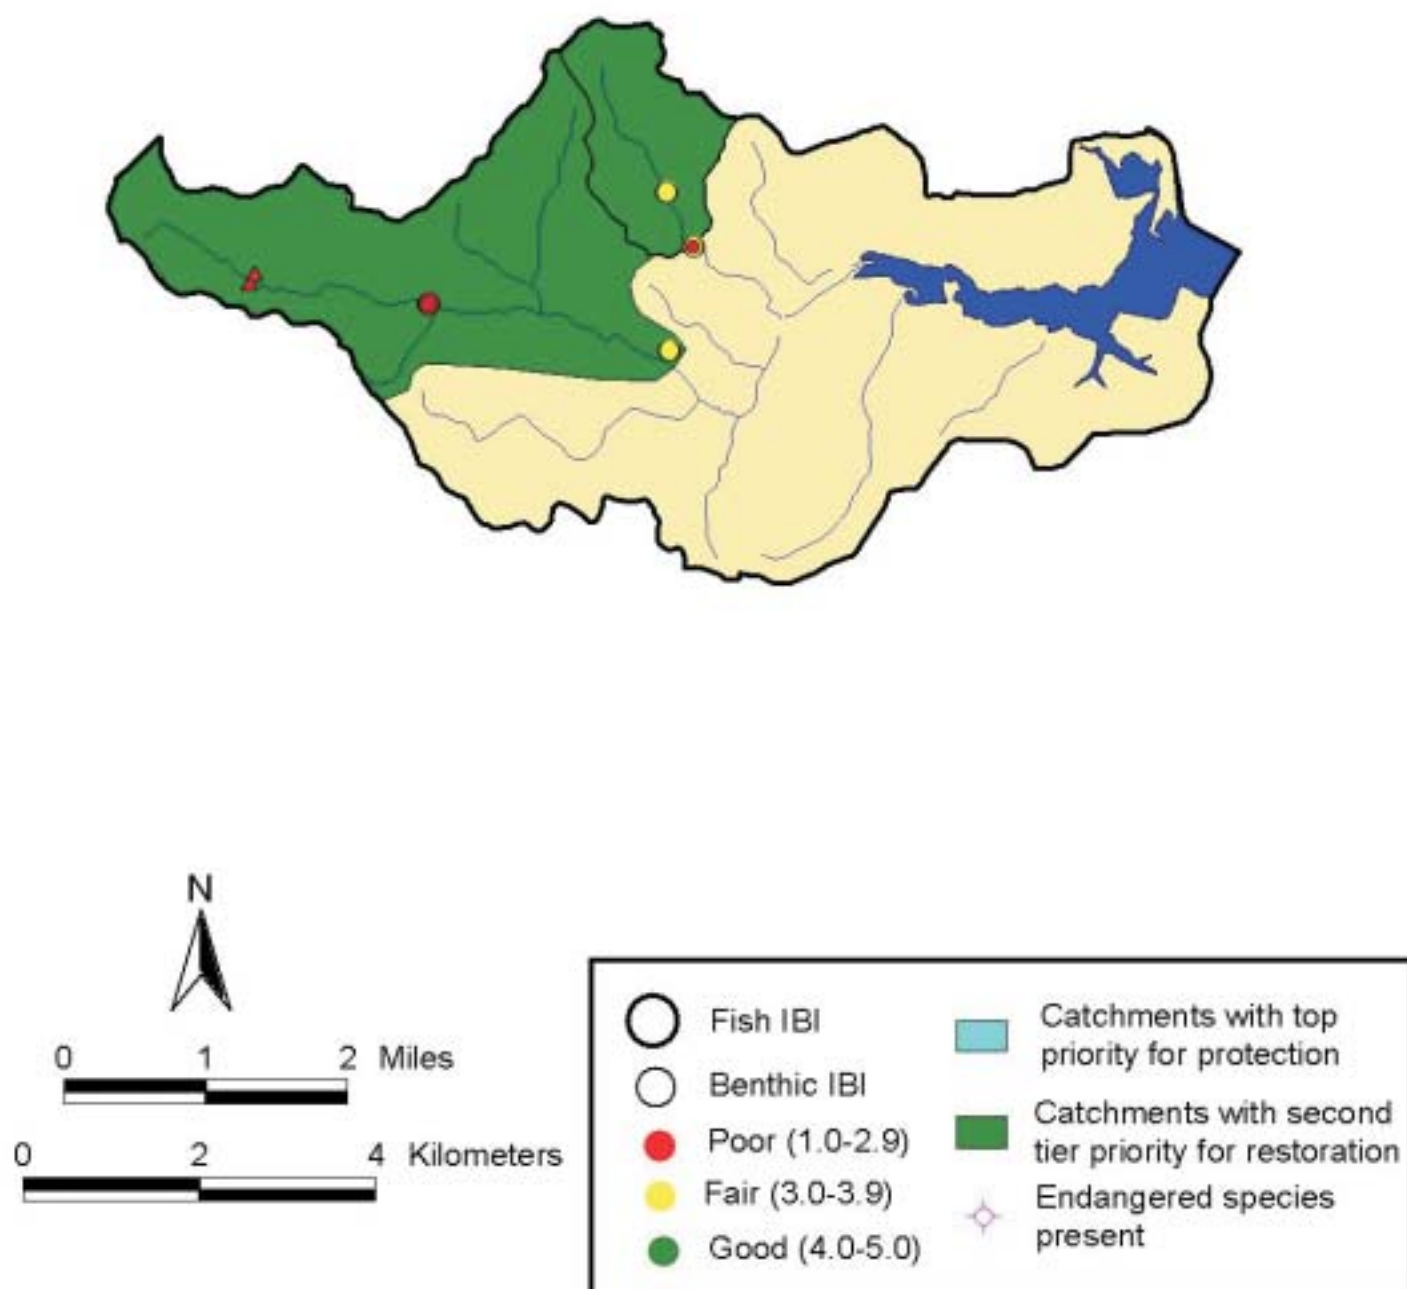 N
0 1 2 Miles
0 2 4 Kilometers
Fish IBI
Benthic IBI
Poor (1.0-2.9)
Fair (3.0-3.9)
Good (4.0-5.0)
Catchments with top
priority for protection
Catchments with second
tier priority for restoration
Endangered species
present